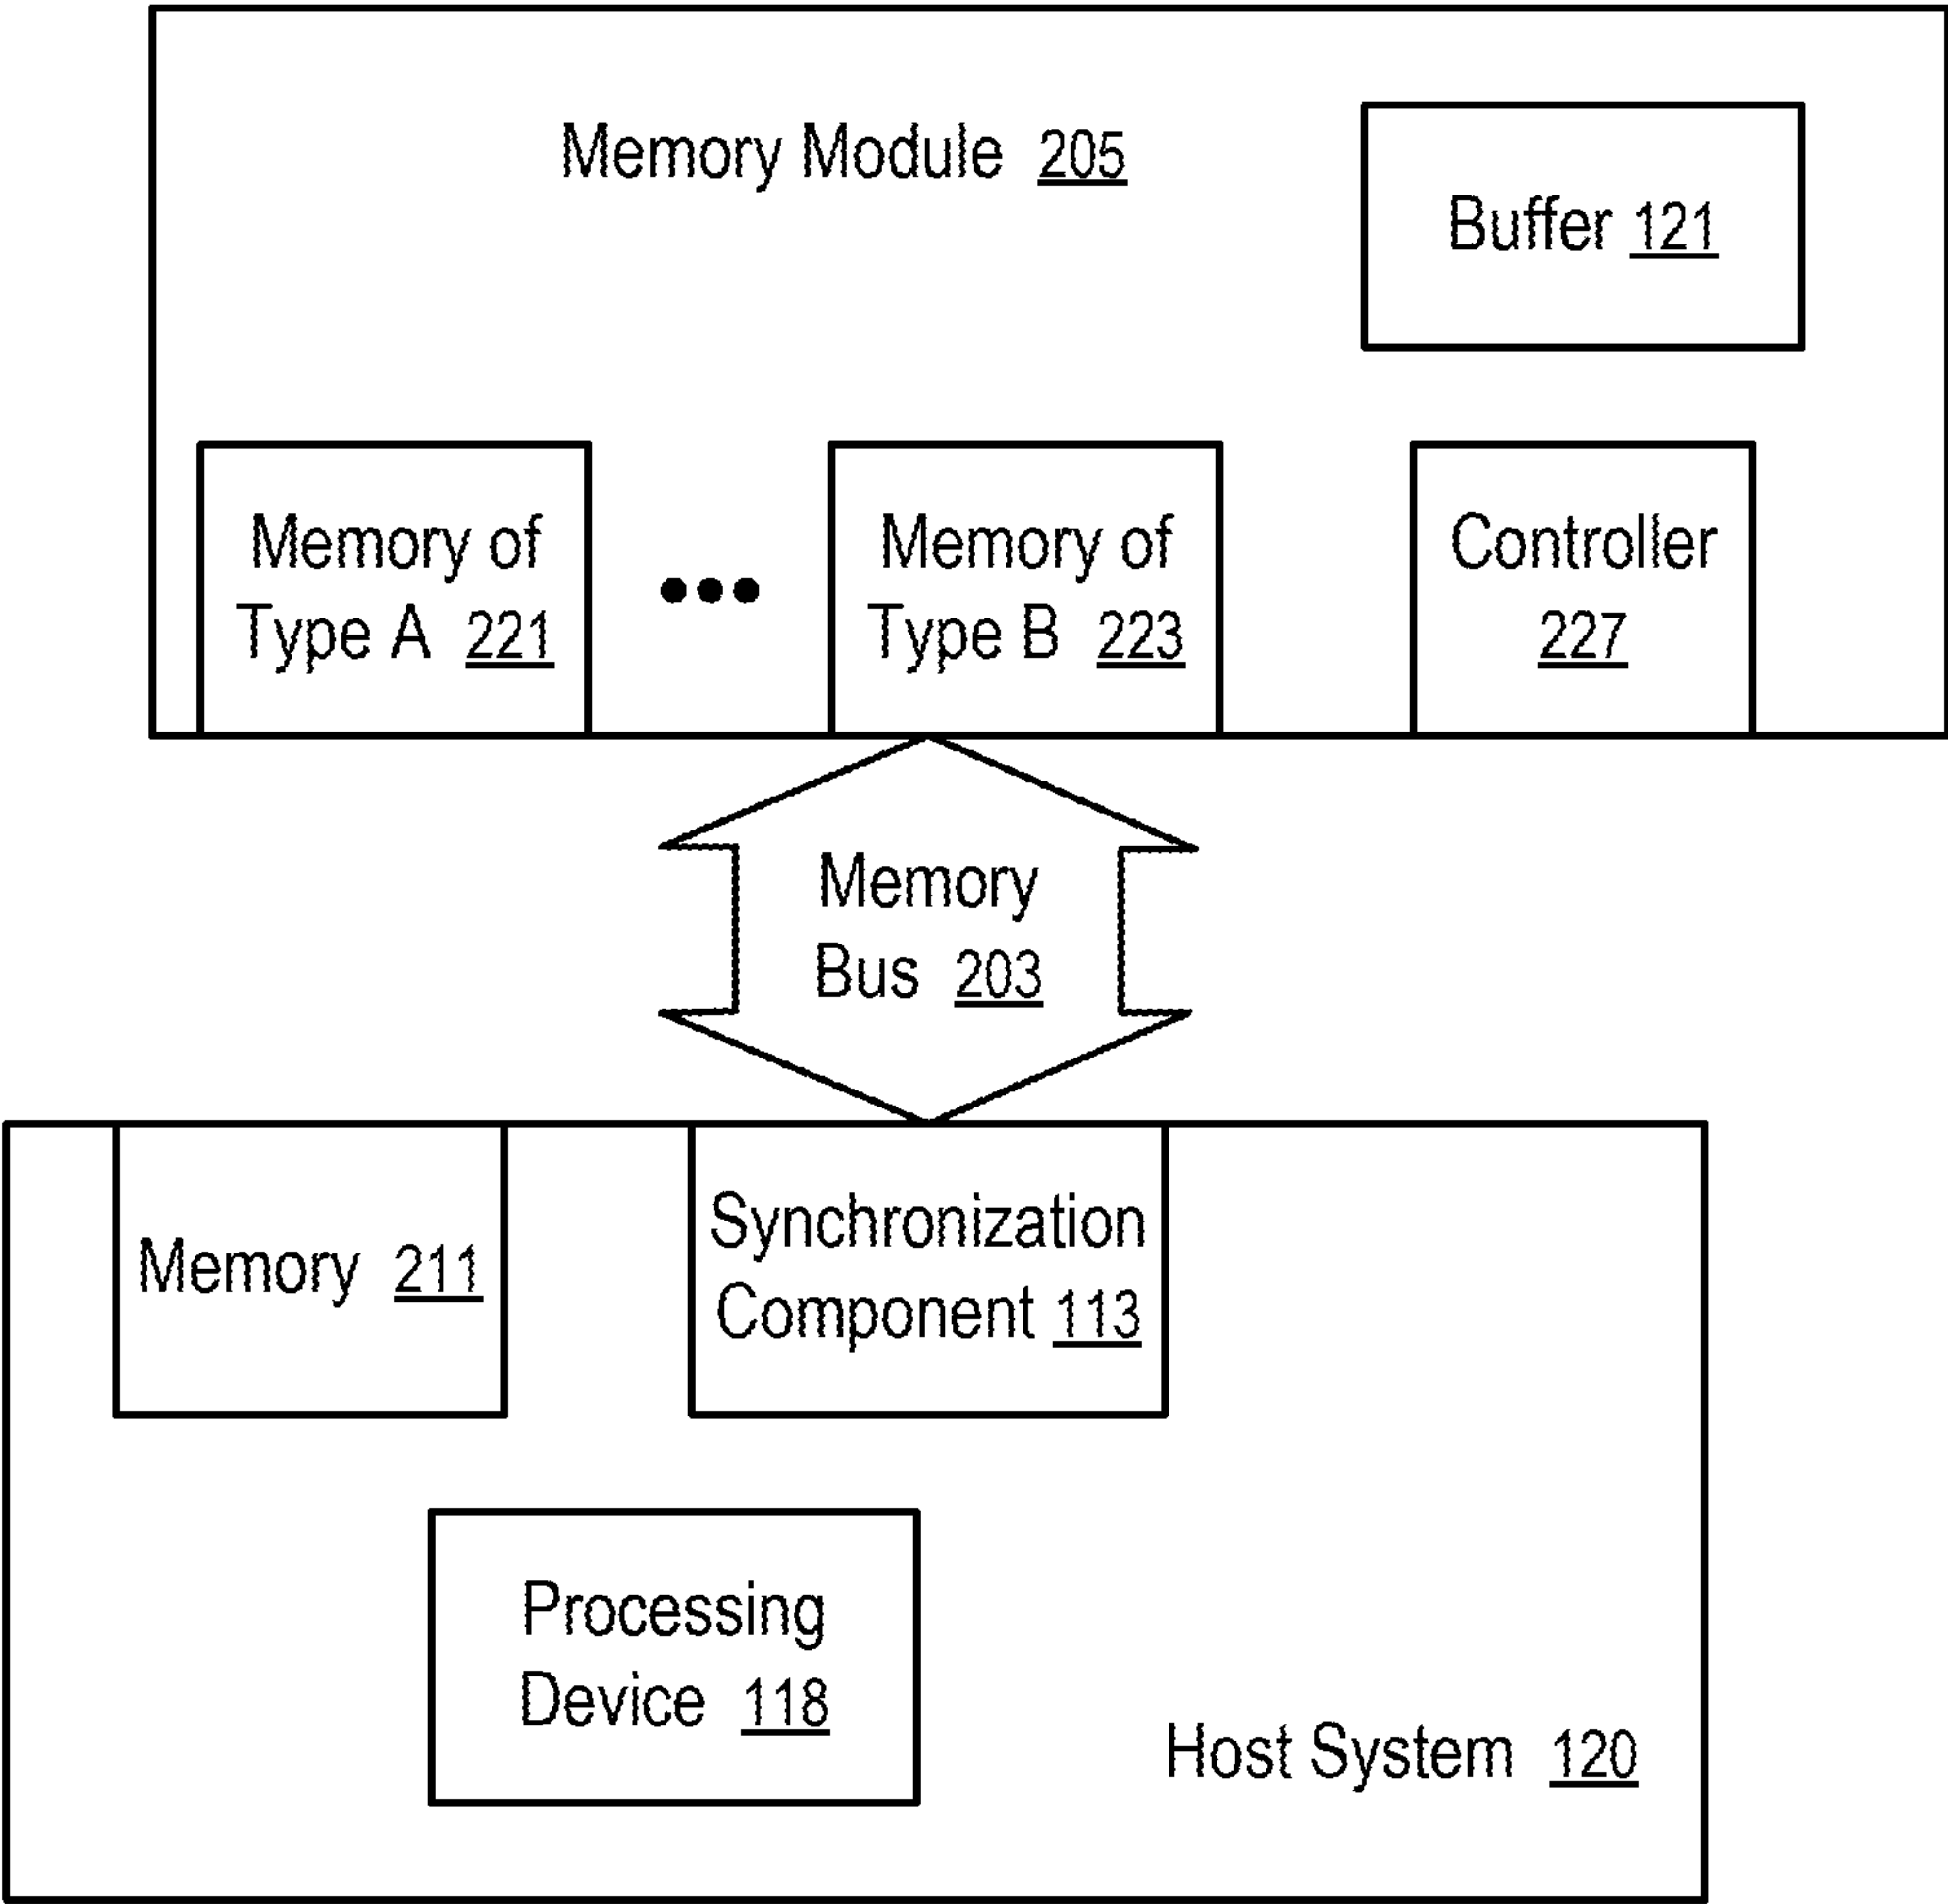 Memory Module 205
Buffer 121
Memory of
Type A 221
Memory of
Type B 223
Controller
227
Memory
Bus 203
Memory 211
Synchronization
Component 113
Processing
Device 118
Host System 120